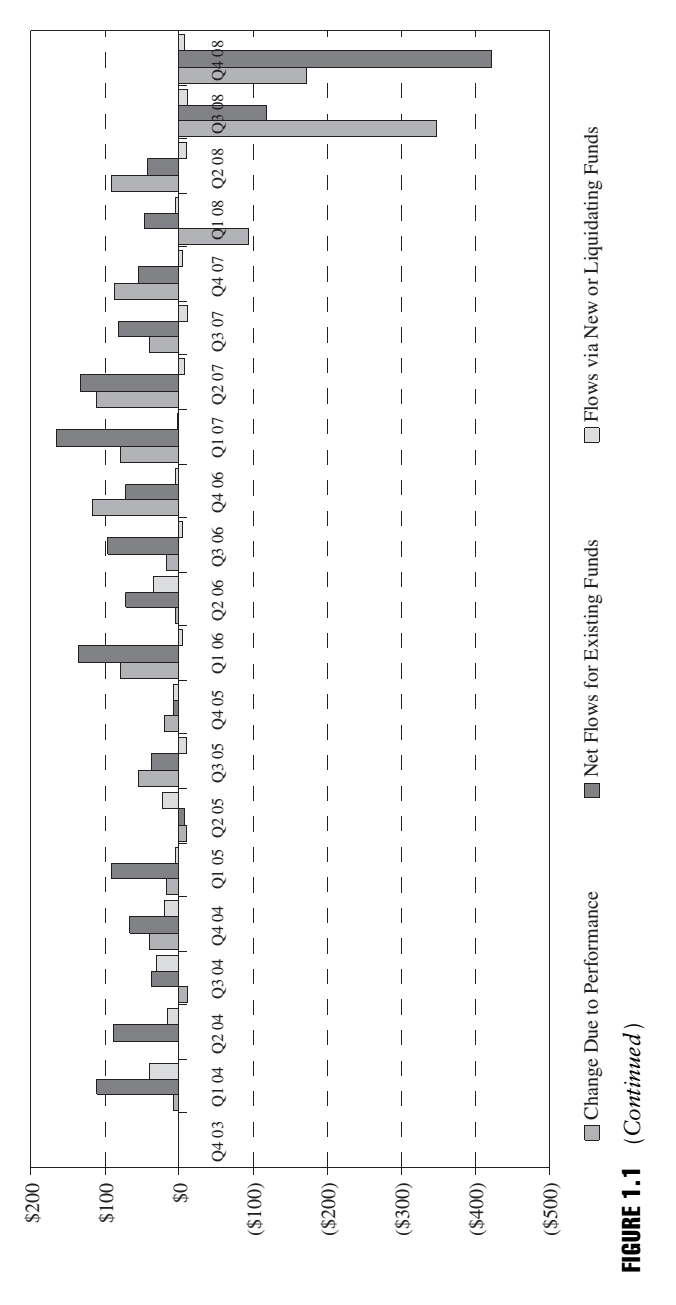 $200
$100
$0
($100)
($200)
($300)
($400)
($500)
Q4 03
Q1 04
Q2 04
Q3 04
Q4 04
Q1 05
Q2 05
Q3 05
Q4 05
Q1 06
Q2 06
Q3 06
Q4 06
Q1 07
Q2 07
Q3 07
Q4 07
Q1 08
Q2 08
Q3 08
Q4 08
Change Due to Performance
Net Flows for Existing Funds
Flows via New or Liquidating Funds
FIGURE 1.1 (Continued)